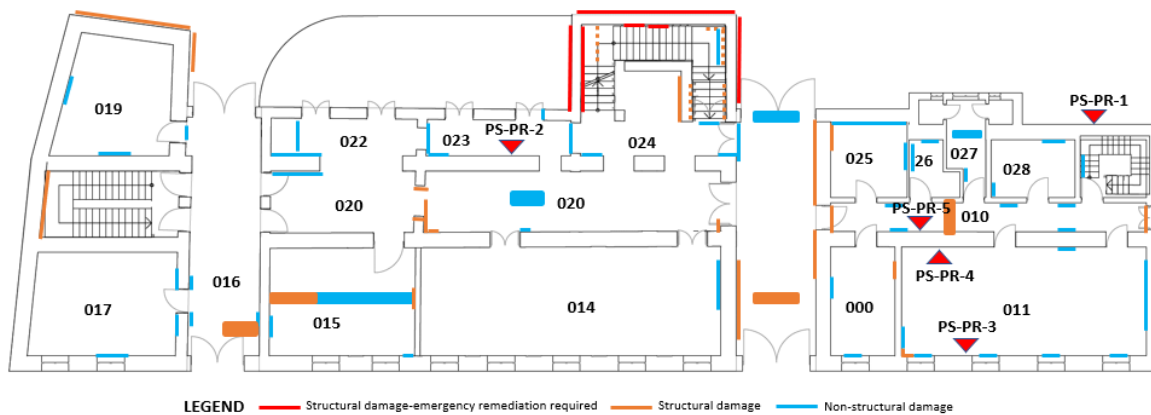 PS-PR-1
019
022
023
PS-PR-2
024
025
26
027
028
020
020
PS-PR-5
010
016
PS-PR-4
017
015
014
000
011
PS-PR-3
LEGEND
Structural damage-emergency remediation required
Structural damage
Non-structural damage